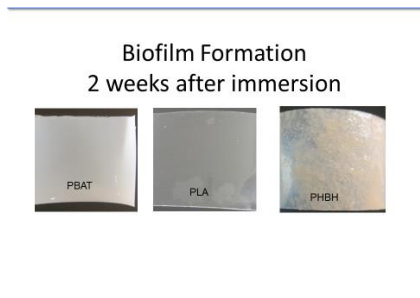 Biofilm Formation
2 weeks after immersion
PBAT
PLA
PHBH